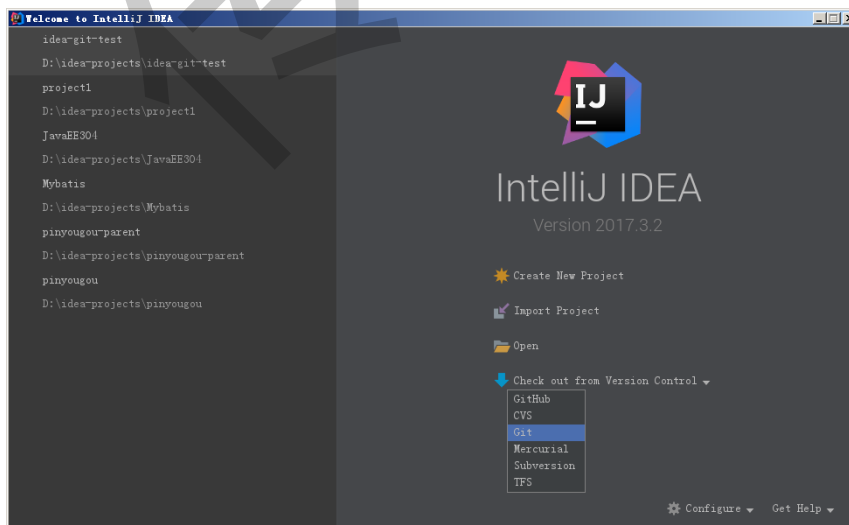 Welcome to IntelliJ IDEA
idea-git-test
D:\idea-projects\idea-git-test
project1
D:\idea-projects\project1
JavaEE304
D:\idea-projects\JavaEE304
Mybatis
D:\idea-projects\Mybatis
pinyougou-parent
D:\idea-projects\pinyougou-parent
pinyougou
D:\idea-projects\pinyougou
IJ
IntelliJ IDEA
Version 2017.3.2
Create New Project
Import Project
Open
Check out from Version Control
GitHub
CVS
Git
Mercurial
Subversion
TFS
Configure
Get Help